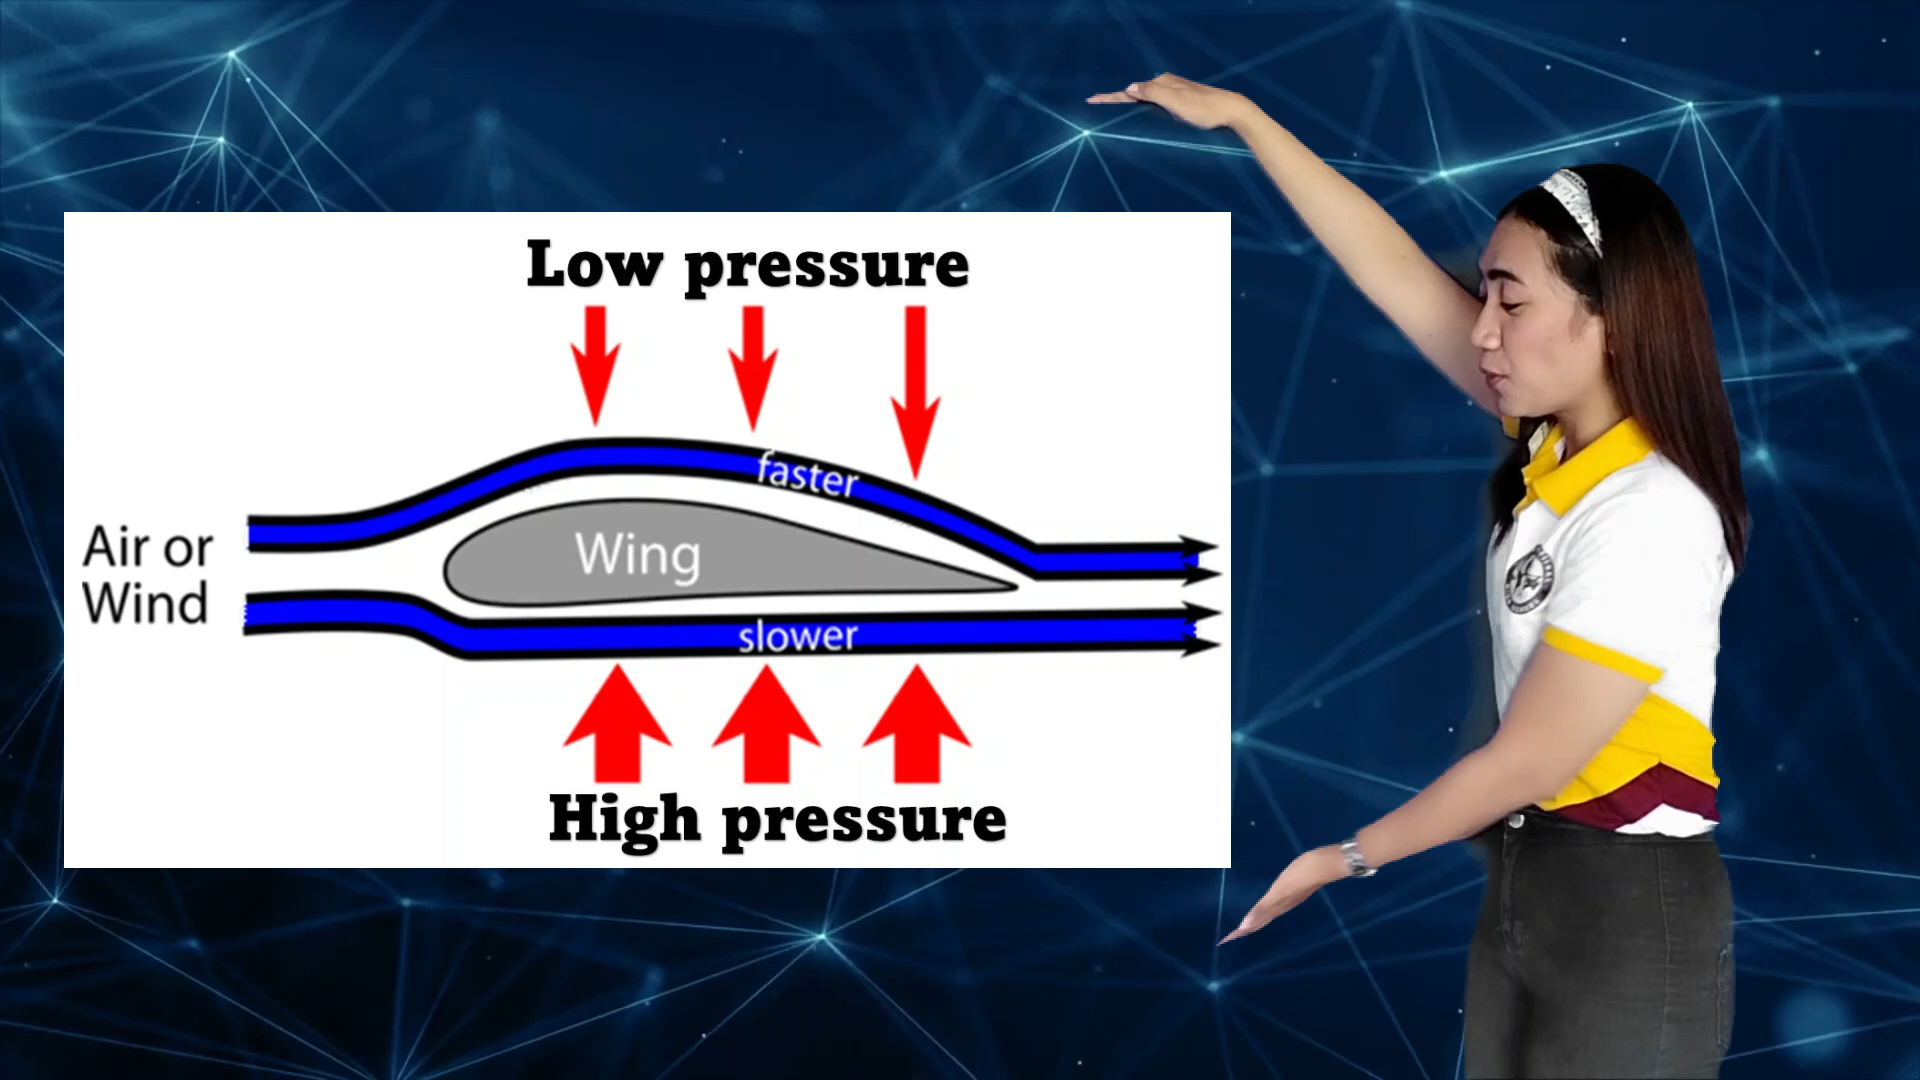 Low pressure
faster
Air or
Wind
Wing
slower
High pressure